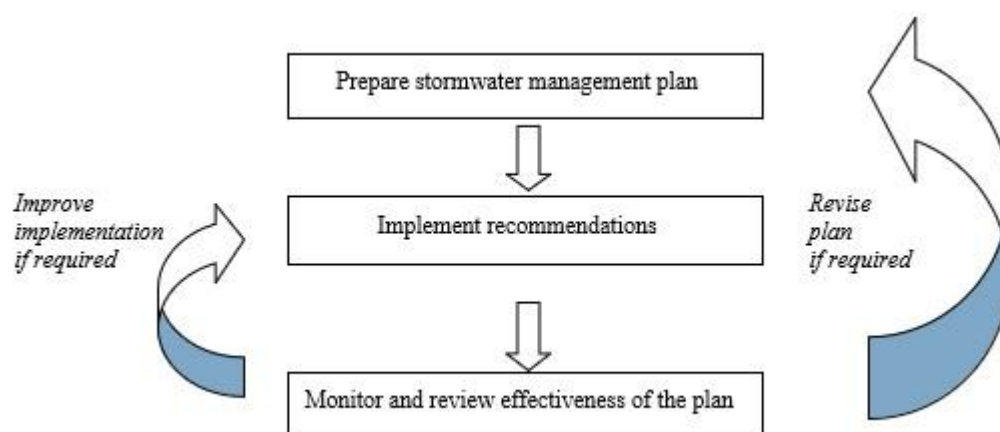 Prepare stormwater management plan
Improve
implementation
if required
Implement recommendations
Revise
plan
if required
Monitor and review effectiveness of the plan